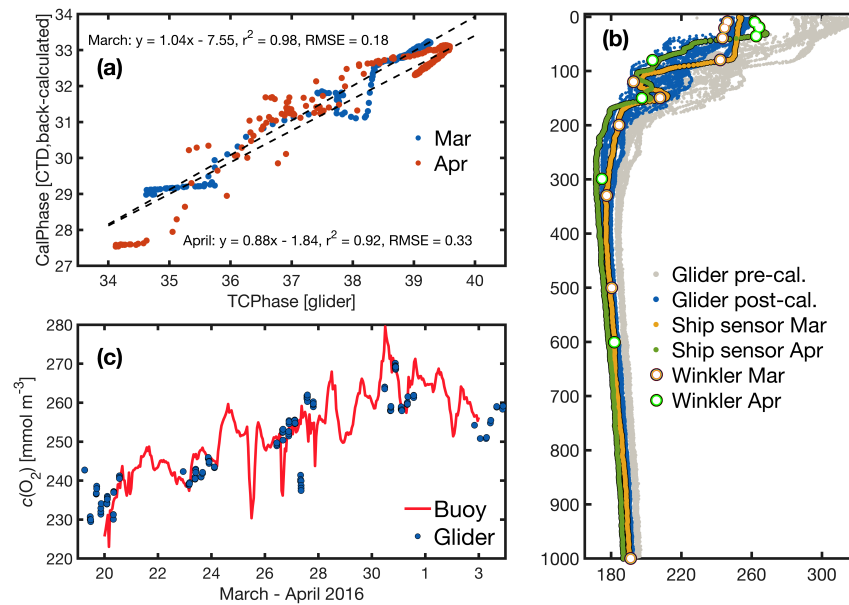 March: y = 1.04x - 7.55, r² = 0.98, RMSE = 0.18
(a)
Mar
Apr
April: y = 0.88x - 1.84, r² = 0.92, RMSE = 0.33
CalPhase [CTD,back-calculated]
34
33
32
31
30
29
28
27
34 35 36 37 38 39 40
TCPhase [glider]
(b)
0
100
200
300
400
500
600
700
800
900
1000
Glider pre-cal.
Glider post-cal.
Ship sensor Mar
Ship sensor Apr
Winkler Mar
Winkler Apr
180 220 260 300
(c)
c(O₂) [mmol m⁻³]
280
270
260
250
240
230
220
Buoy
Glider
20 22 24 26 28 30 1 3
March - April 2016